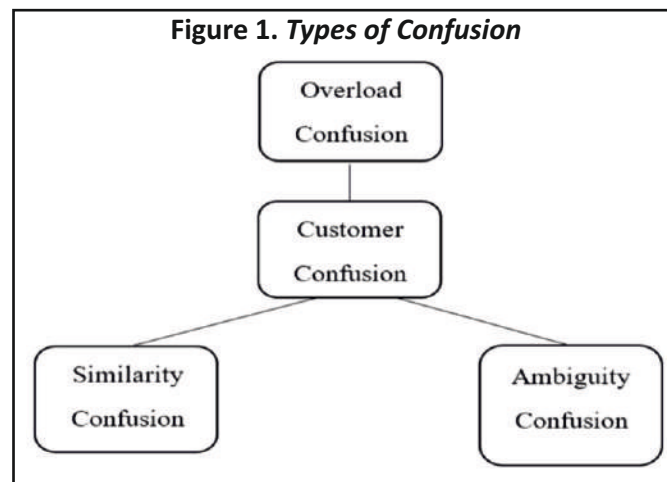 Figure 1. Types of Confusion
Overload
Confusion
Customer
Confusion
Similarity
Confusion
Ambiguity
Confusion